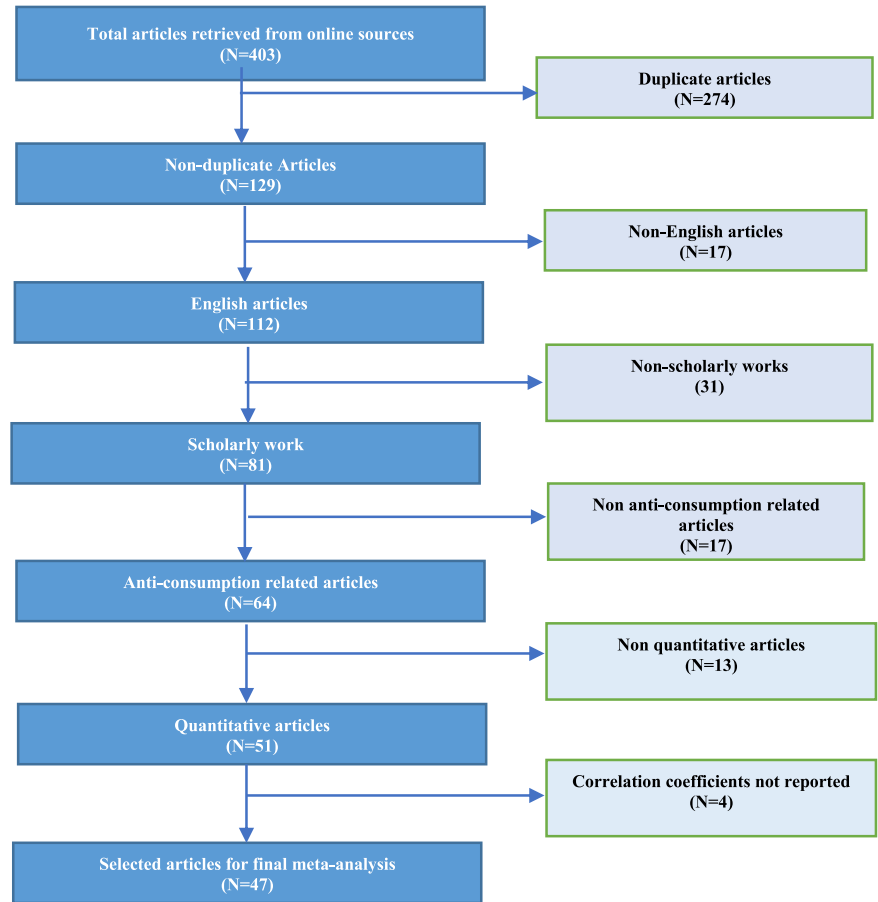 Total articles retrieved from online sources
(N=403)
Duplicate articles
(N=274)
Non-duplicate Articles
(N=129)
Non-English articles
(N=17)
English articles
(N=112)
Non-scholarly works
(31)
Scholarly work
(N=81)
Non anti-consumption related
articles
(N=17)
Anti-consumption related articles
(N=64)
Non quantitative articles
(N=13)
Quantitative articles
(N=51)
Correlation coefficients not reported
(N=4)
Selected articles for final meta-analysis
(N=47)